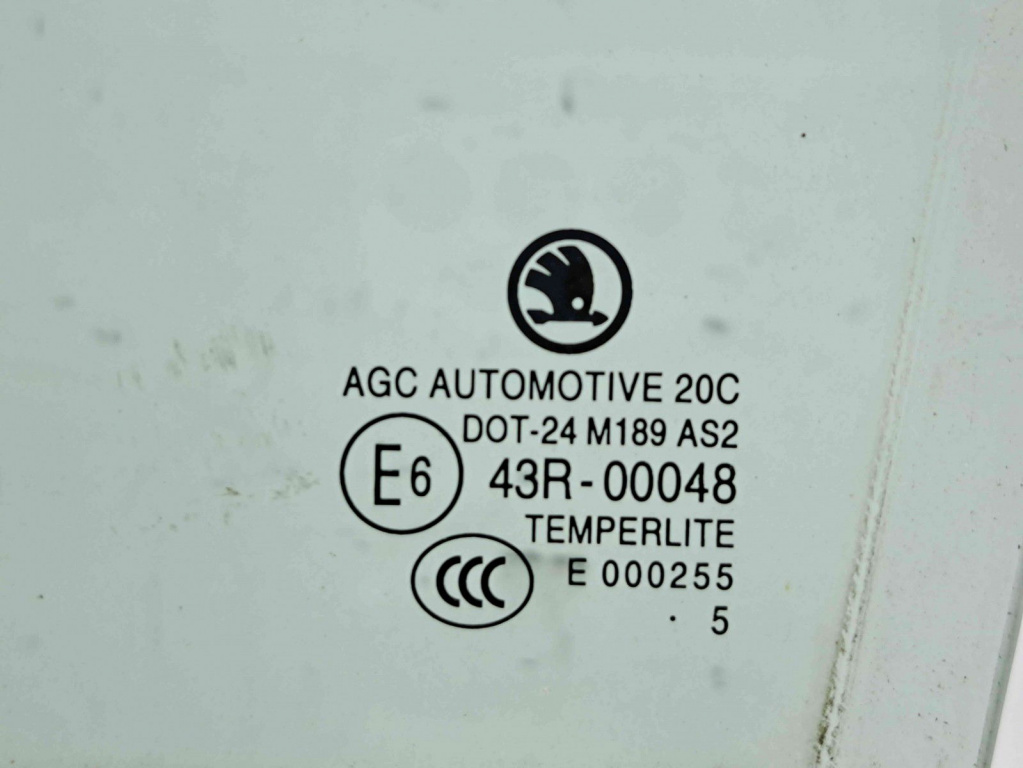 AGC AUTOMOTIVE 20C
DOT-24 M189 AS2
E6 43R-00048
TEMPERLITE
CCC E 000255
. 5